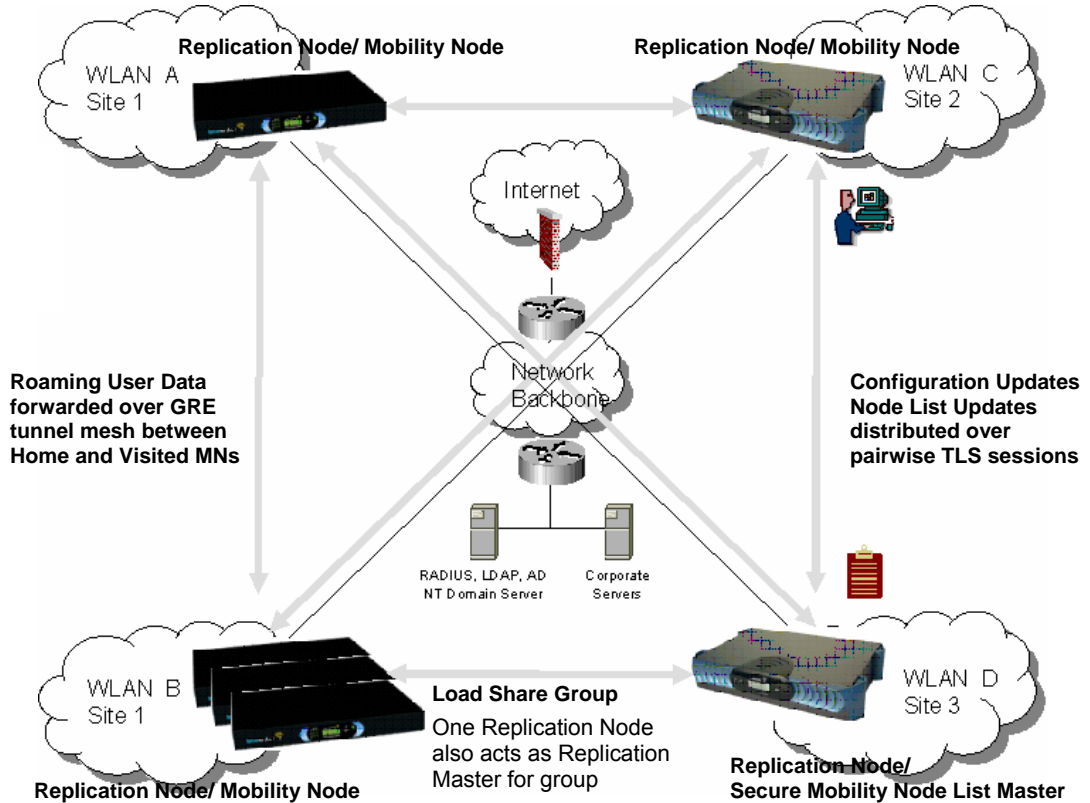 Replication Node/ Mobility Node
Replication Node/ Mobility Node
WLAN A
Site 1
WLAN C
Site 2
Internet
Network
Backbone
Roaming User Data
forwarded over GRE
tunnel mesh between
Home and Visited MNs
Configuration Updates
Node List Updates
distributed over
pairwise TLS sessions
RADIUS, LDAP, AD
NT Domain Server
Corporate
Servers
WLAN B
Site 1
Load Share Group
One Replication Node
also acts as Replication
Master for group
WLAN D
Site 3
Replication Node/ Mobility Node
Replication Node/
Secure Mobility Node List Master